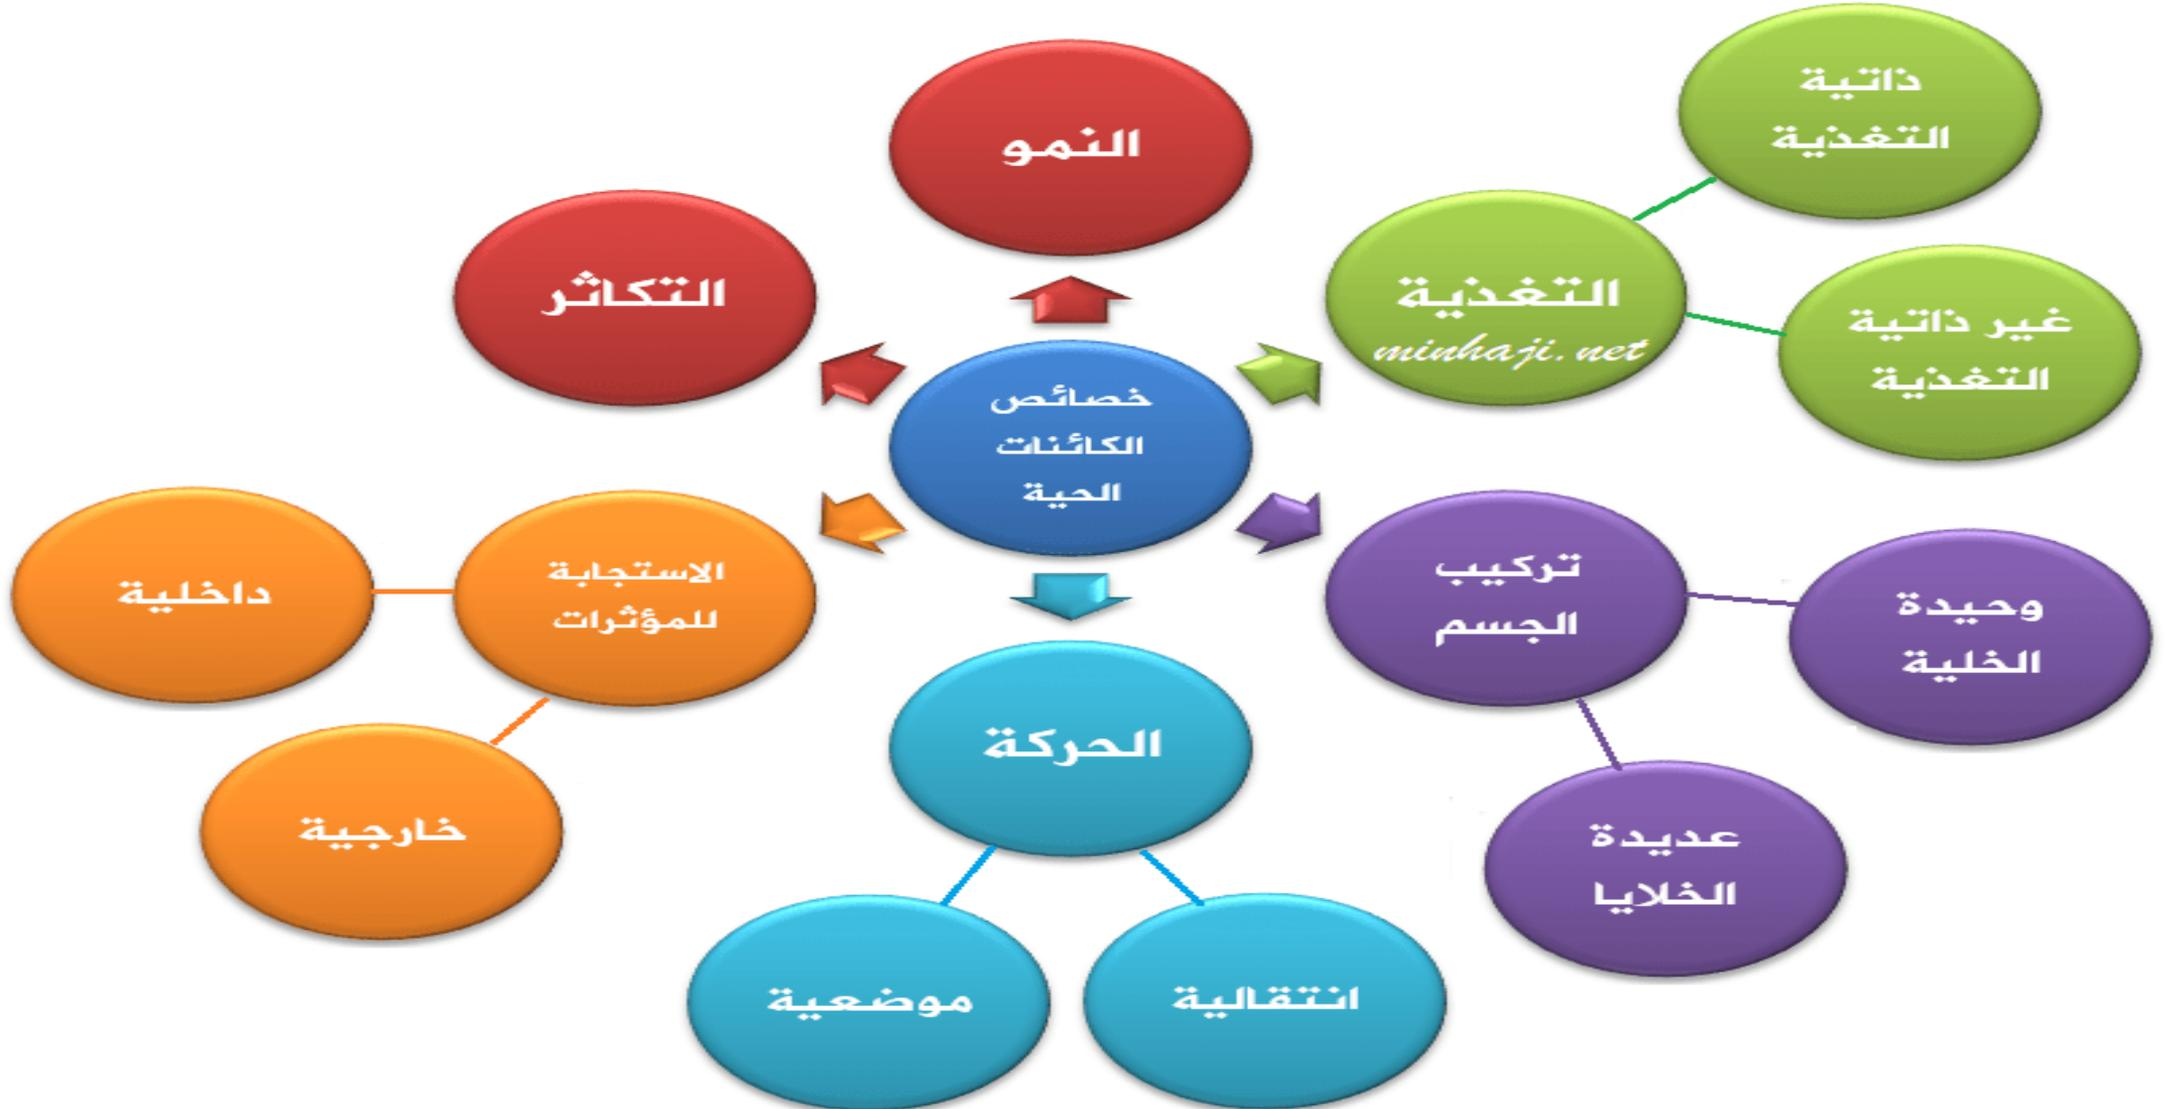 النمو
ذاتية
التغذية
التغذية
minhaji.net
غير ذاتية
التغذية
التكاثر
خصائص
الكائنات
الحية
تركيب
الجسم
وحيدة
الخلية
عديدة
الخلايا
الاستجابة
للمؤثرات
داخلية
خارجية
الحركة
انتقالية
موضعية